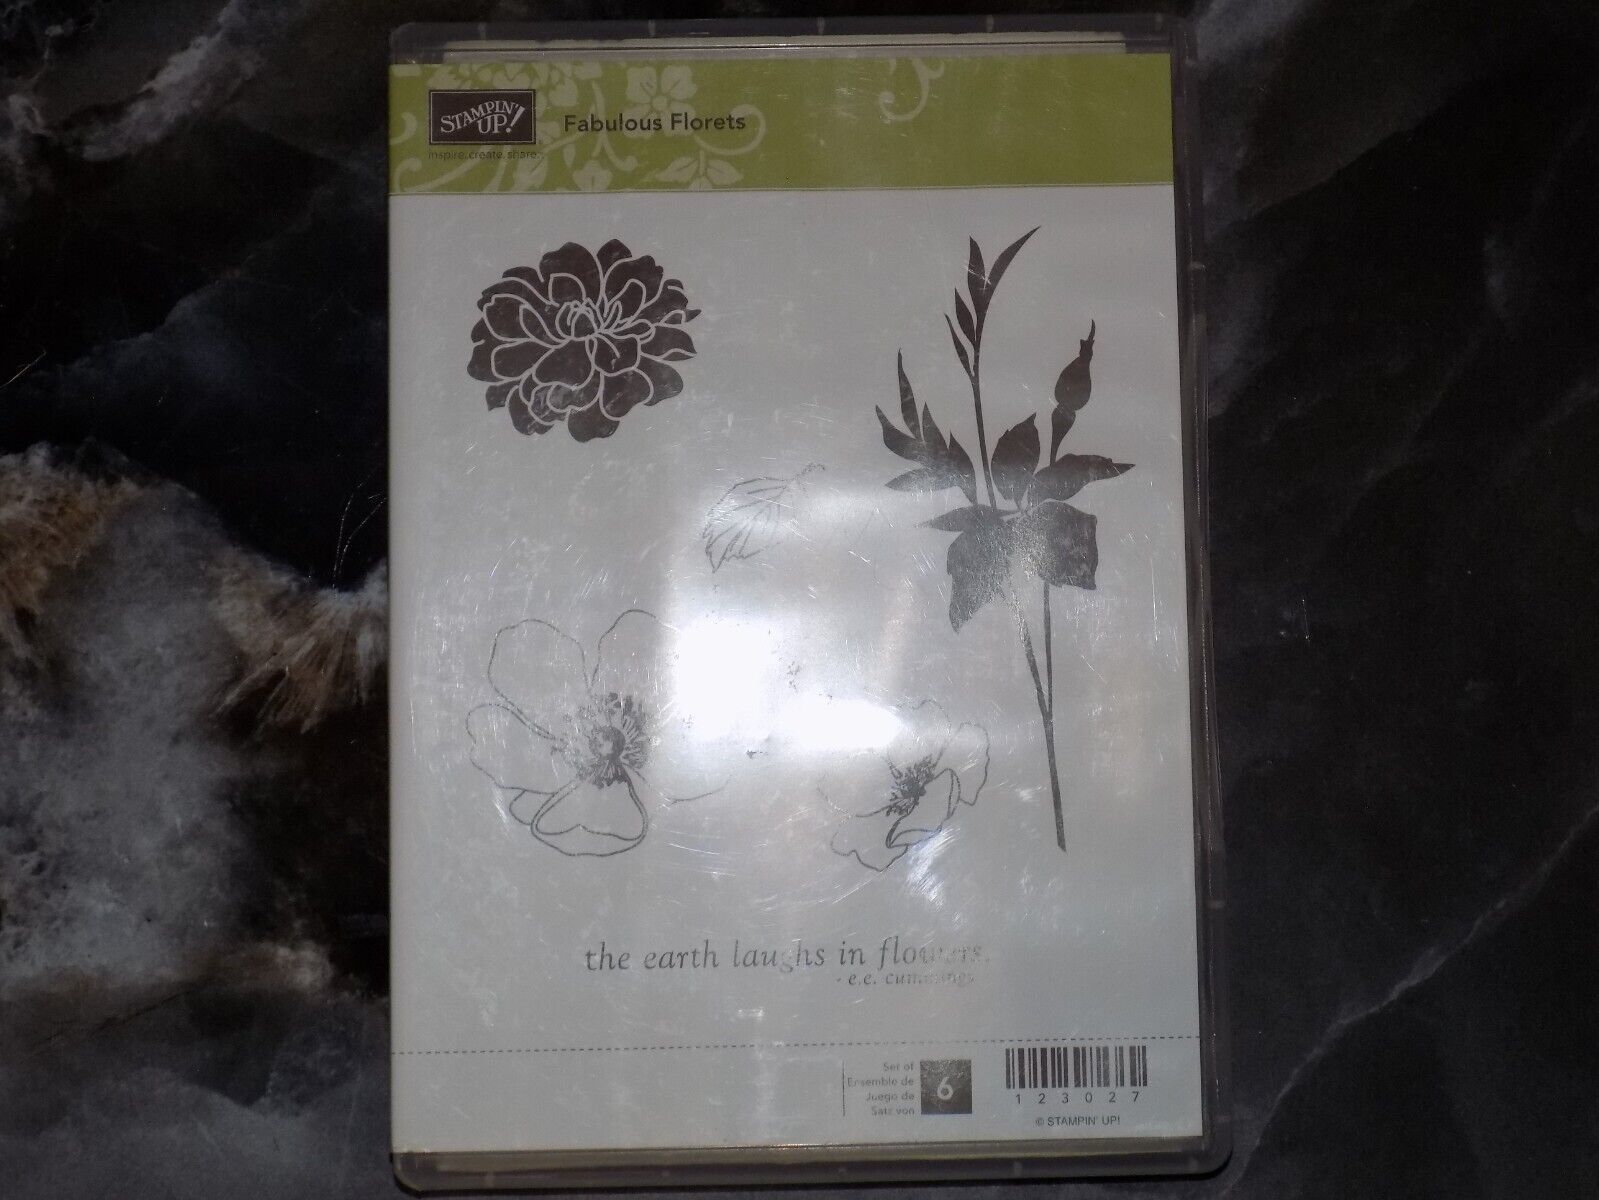 STAMPIN' UP!
inspire. create. share.
Fabulous Florets
the earth laughs in flowers.
- e.e. cummings
Set of
Ensemble de
Juego de
Satz von
6
123027
© STAMPIN' UP!